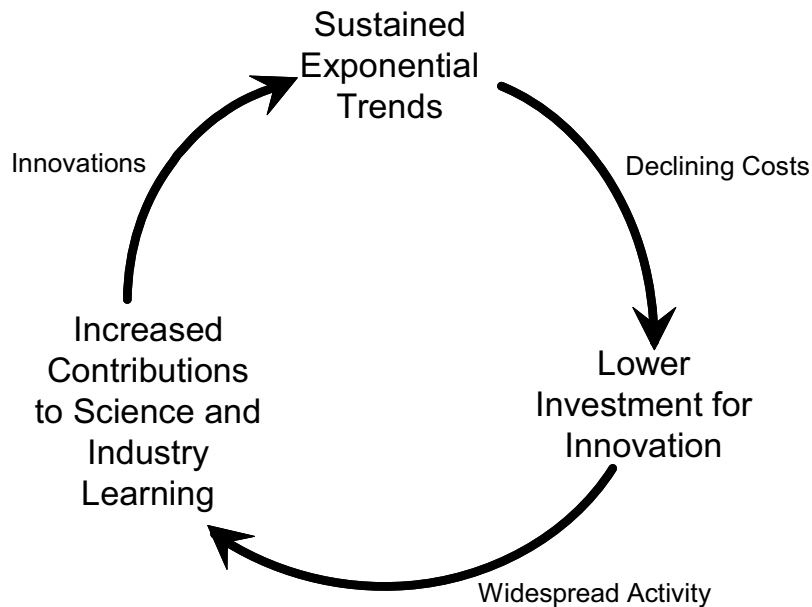 Sustained
Exponential
Trends
Innovations
Declining Costs
Increased
Contributions
to Science and
Industry
Learning
Lower
Investment for
Innovation
Widespread Activity